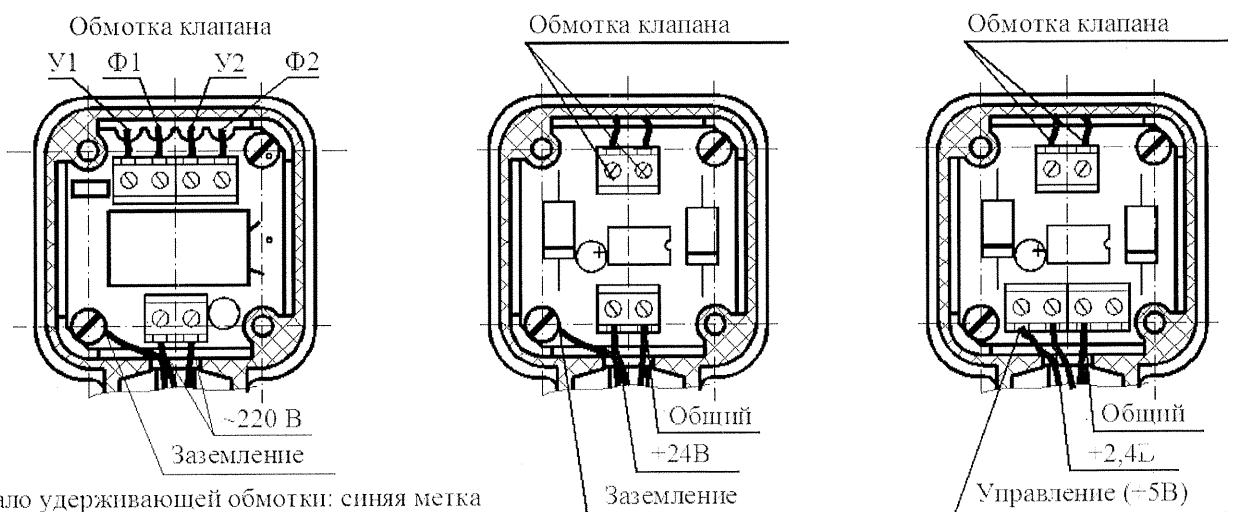 Обмотка клапана
У1 Ф1 У2 Ф2
~220 В
Заземление
удерживающей обмотки: синяя метка
Обмотка клапана
Общий
+24В
Заземление
Обмотка клапана
Общий
Управление (+5В)